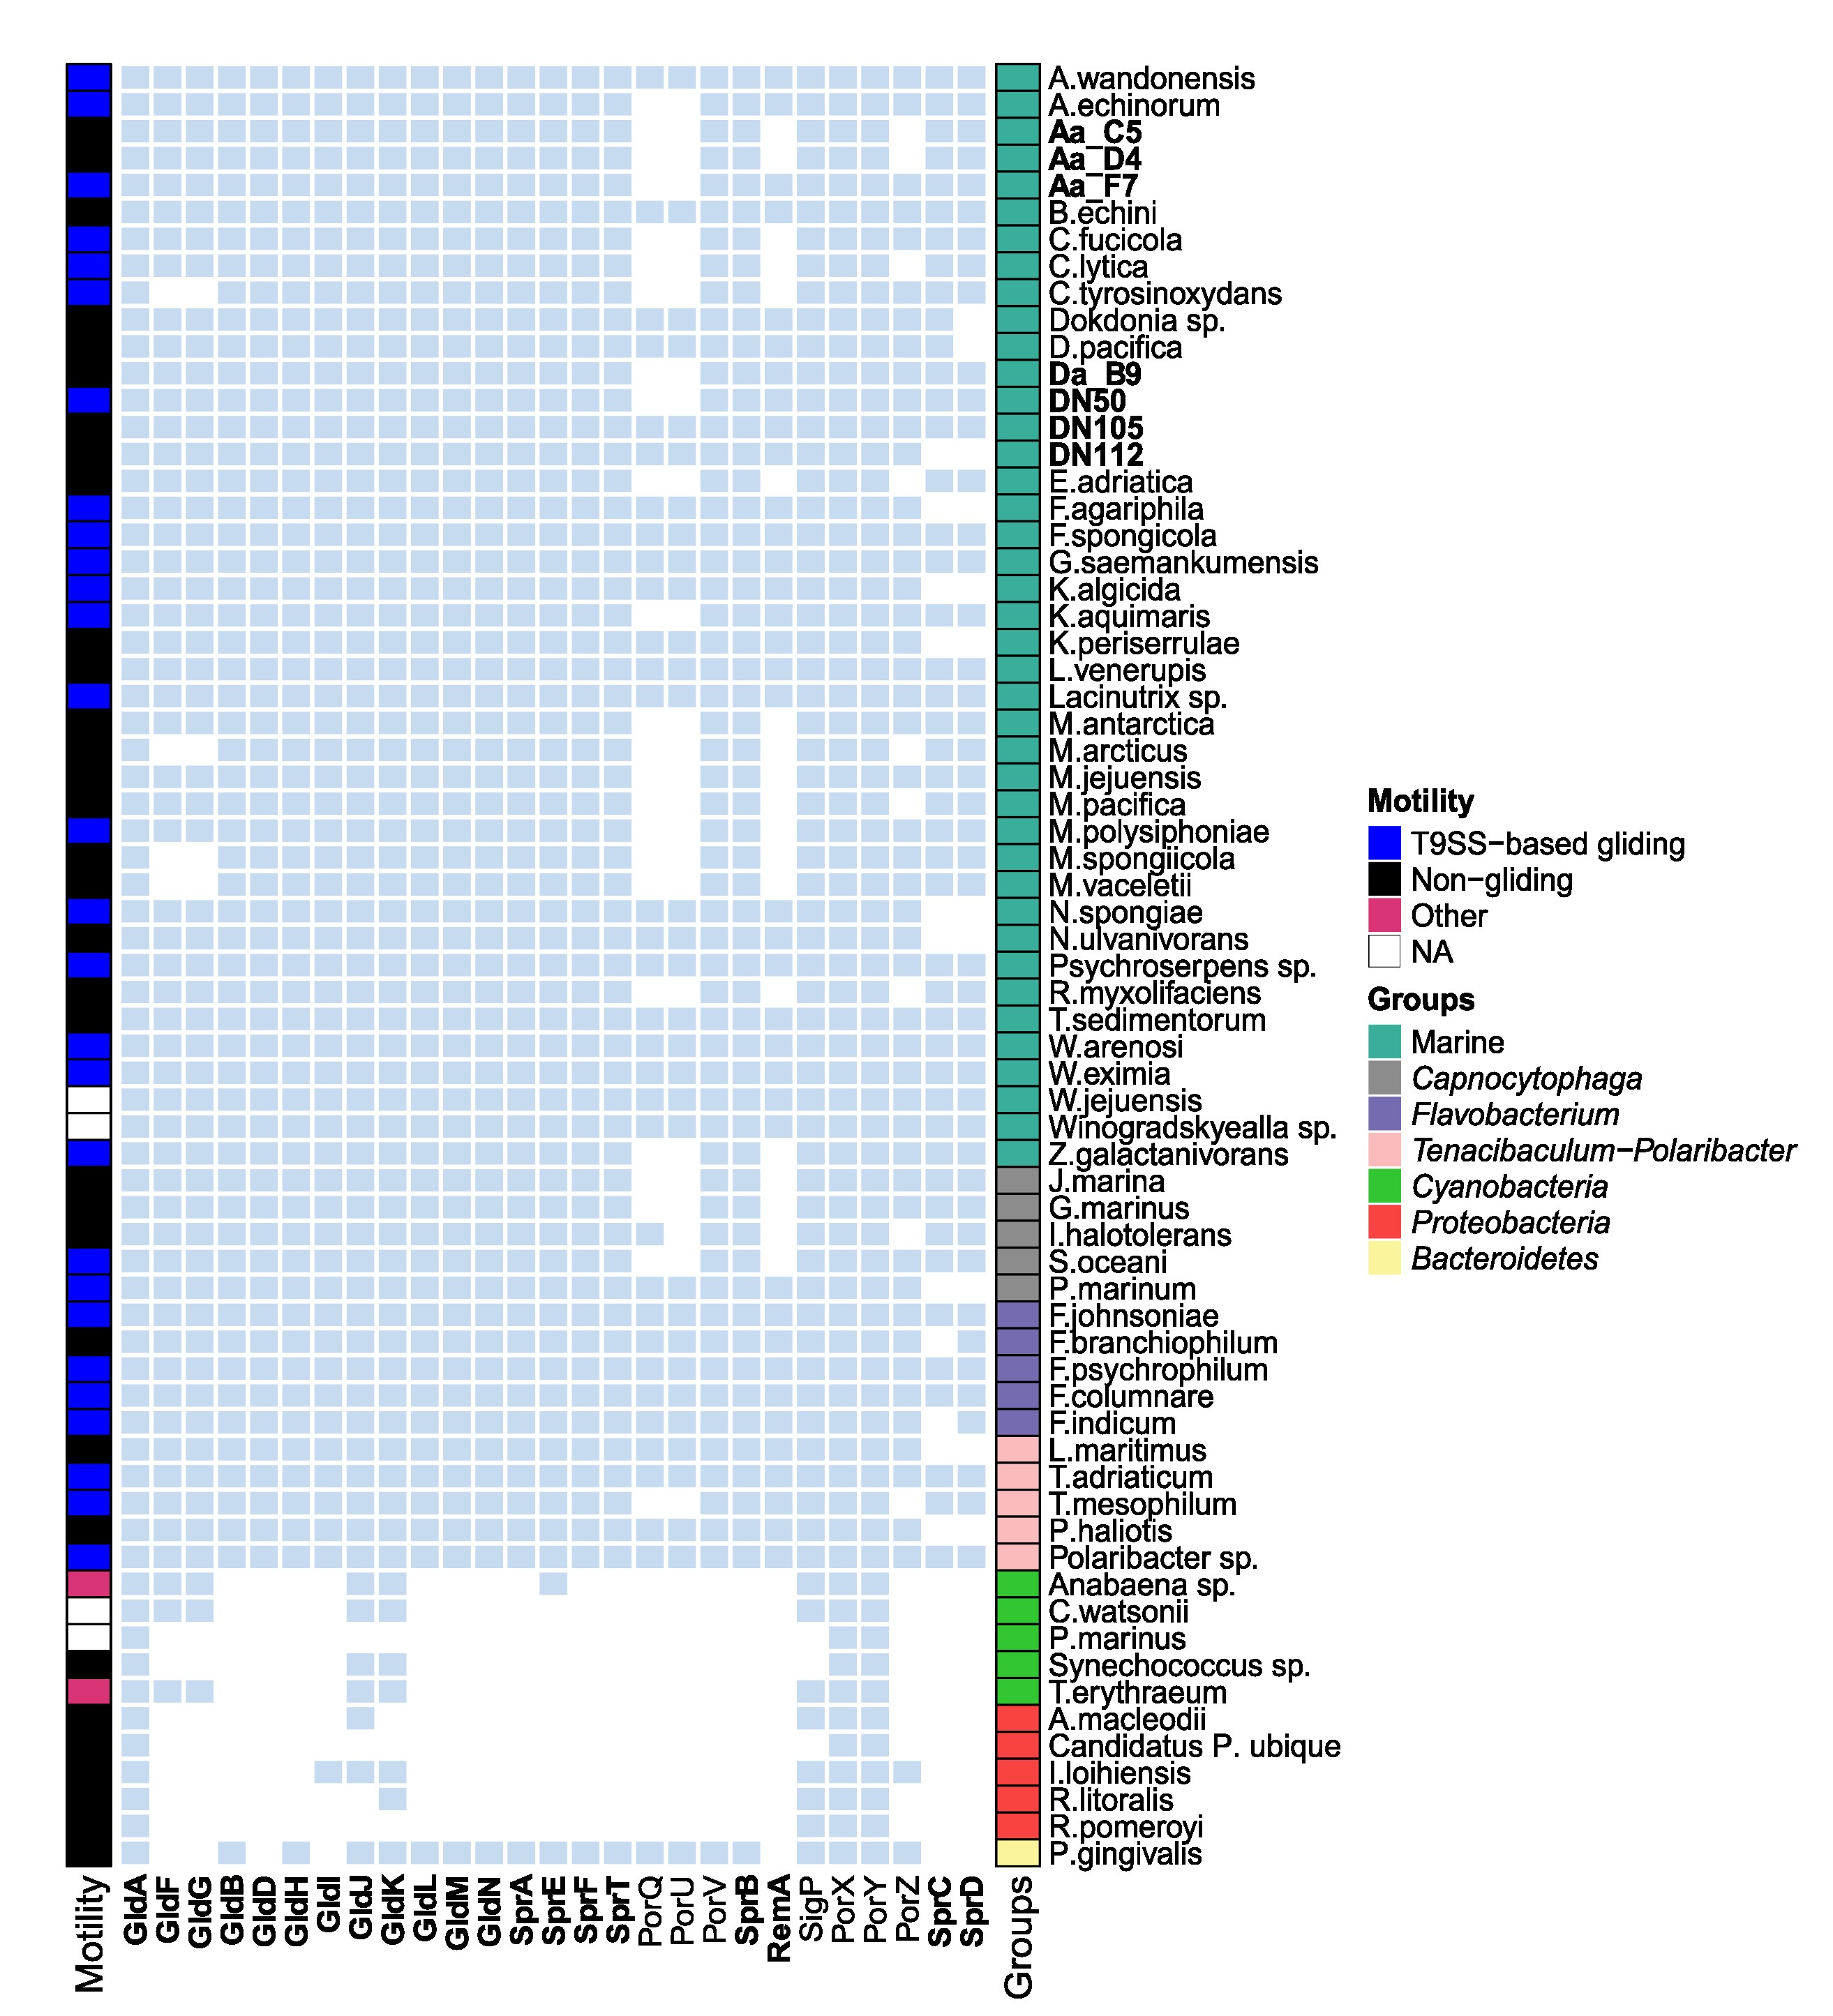 A.wandonensis
A.echinorum
Aa_C5
Aa_D4
Aa_F7
B.echini
C.fucicola
C.lytica
C.tyrosinoxydans
Dokdonia sp.
D.pacifica
Da_B9
DN50
DN105
DN112
E.adriatica
F.agariphila
F.spongicola
G.saemankumensis
K.algicida
K.aquimaris
K.periserrulae
L.venerupis
Lacinutrix sp.
M.antarctica
M.arcticus
M.jejuensis
M.pacifica
M.polysiphoniae
M.spongiicola
M.vaceletii
N.spongiae
N.ulvanivorans
Psychroserpens sp.
R.myxolifaciens
T.sedimentorum
W.arenosi
W.eximia
W.jejuensis
Winogradskyealla sp.
Z.galactanivorans
J.marina
G.marinus
I.halotolerans
S.oceani
P.marinum
F.johnsoniae
F.branchiophilum
F.psychrophilum
F.columnare
F.indicum
L.maritimus
T.adriaticum
T.mesophilum
P.haliotis
Polaribacter sp.
Anabaena sp.
C.watsonii
P.marinus
Synechococcus sp.
T.erythraeum
A.macleodii
Candidatus P. ubique
I.loihiensis
R.litoralis
R.pomeroyi
P.gingivalis
Motility
T9SS−based gliding
Non−gliding
Other
NA
Groups
Marine
Capnocytophaga
Flavobacterium
Tenacibaculum−Polaribacter
Cyanobacteria
Proteobacteria
Bacteroidetes
Motility
GldA
GldF
GldG
GldB
GldD
GldH
GldI
GldJ
GldK
GldL
GldM
GldN
SprA
SprE
SprF
SprT
PorQ
PorU
PorV
SprB
RemA
SigP
PorX
PorY
PorZ
SprC
SprD
Groups